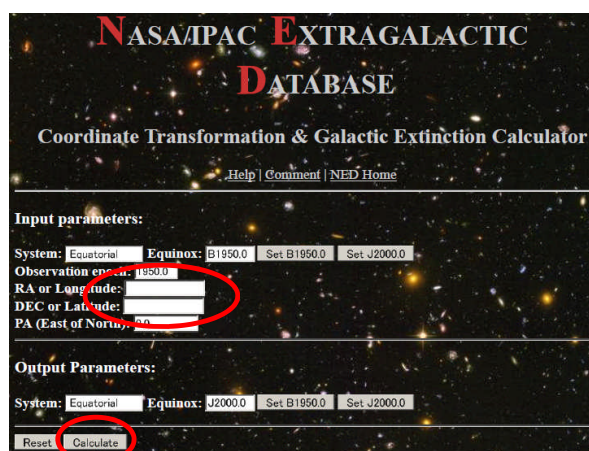 NASA/IPAC EXTRAGALACTIC
DATABASE
Coordinate Transformation & Galactic Extinction Calculator
Help | Comment | NED Home
Input parameters:
System: Equatorial Equinox: B1950.0 Set B1950.0 Set J2000.0
Observation epoch: 1950.0
RA or Longitude:
DEC or Latitude:
PA (East of North): 0.0
Output Parameters:
System: Equatorial Equinox: J2000.0 Set B1950.0 Set J2000.0
Reset Calculate